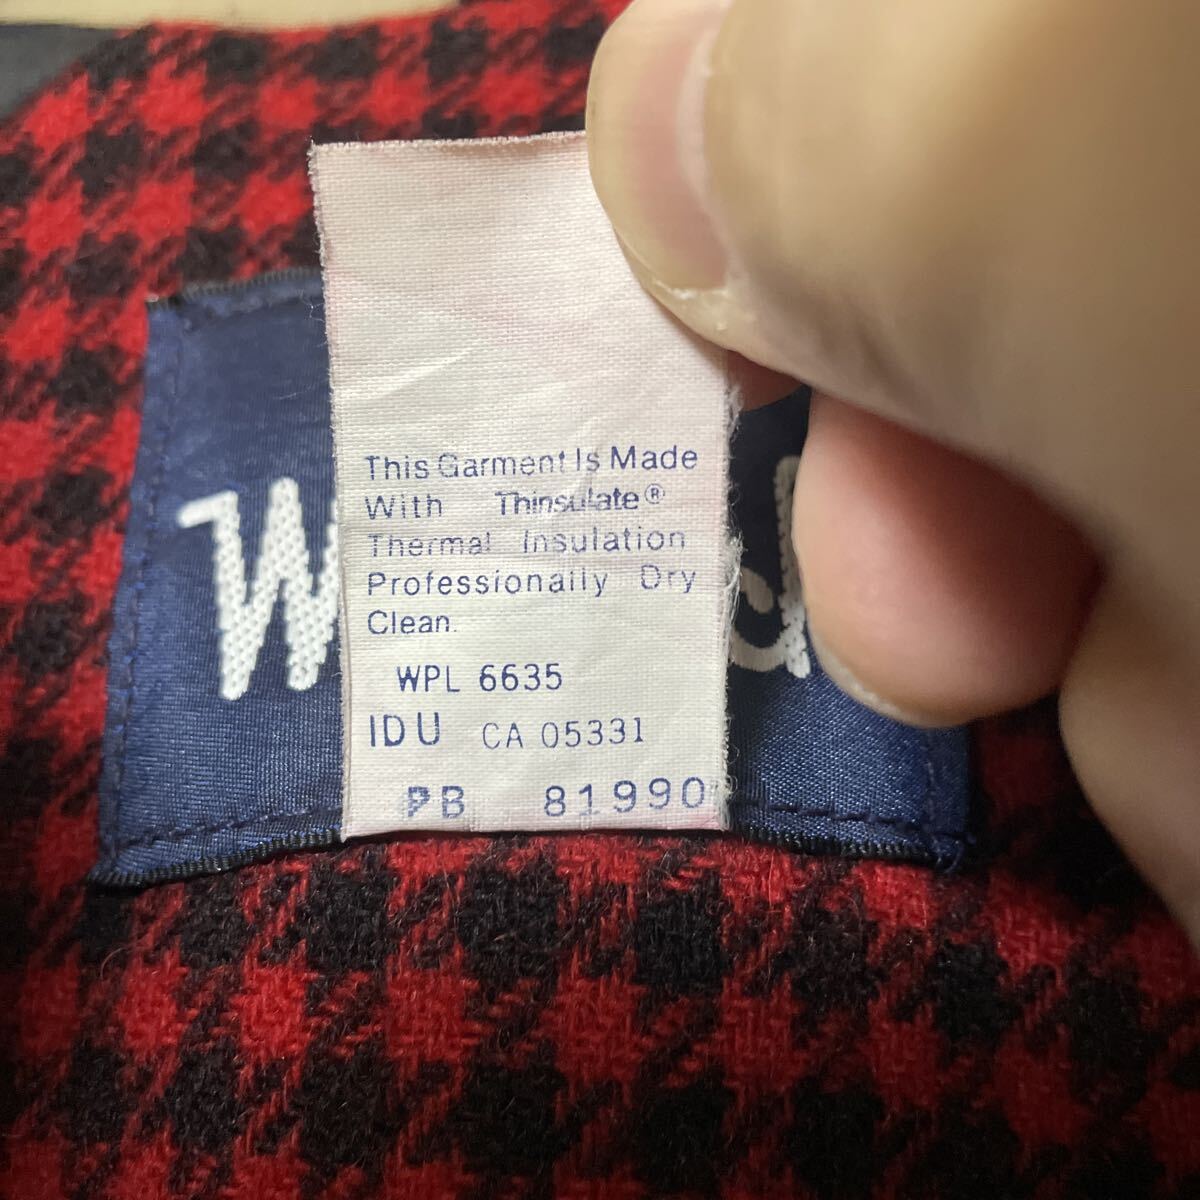 This Garment Is Made
With Thinsulate®
Thermal Insulation
Professionally Dry
Clean.
WPL 6635
IDU CA 05331
PB 81990